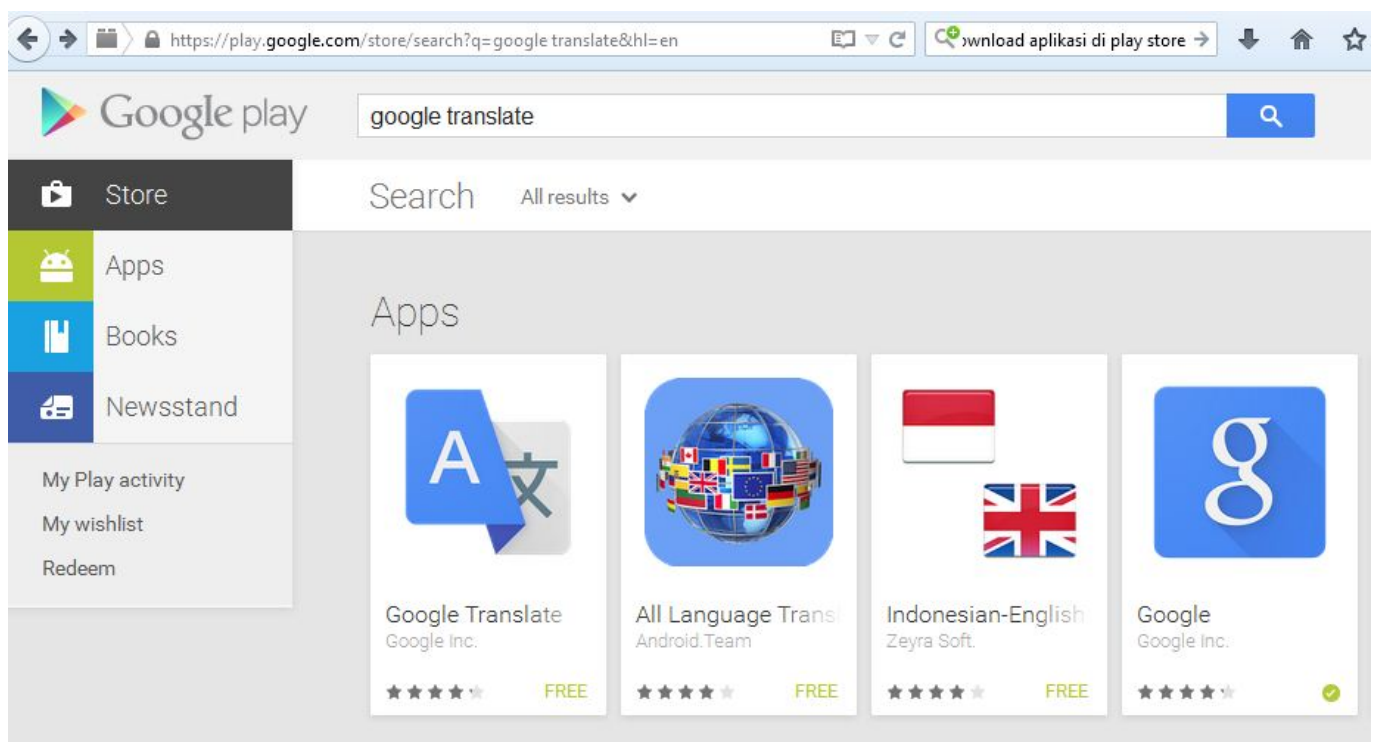 https://play.google.com/store/search?q=google translate&hl=en
ownload aplikasi di play store
Google play
google translate
Store
Search
All results
Apps
Books
Newsstand
My Play activity
My wishlist
Redeem
Apps
A 文
g
Google Translate
Google Inc.
FREE
All Language Trans
Android.Team
FREE
Indonesian-English
Zeyra Soft.
FREE
Google
Google Inc.